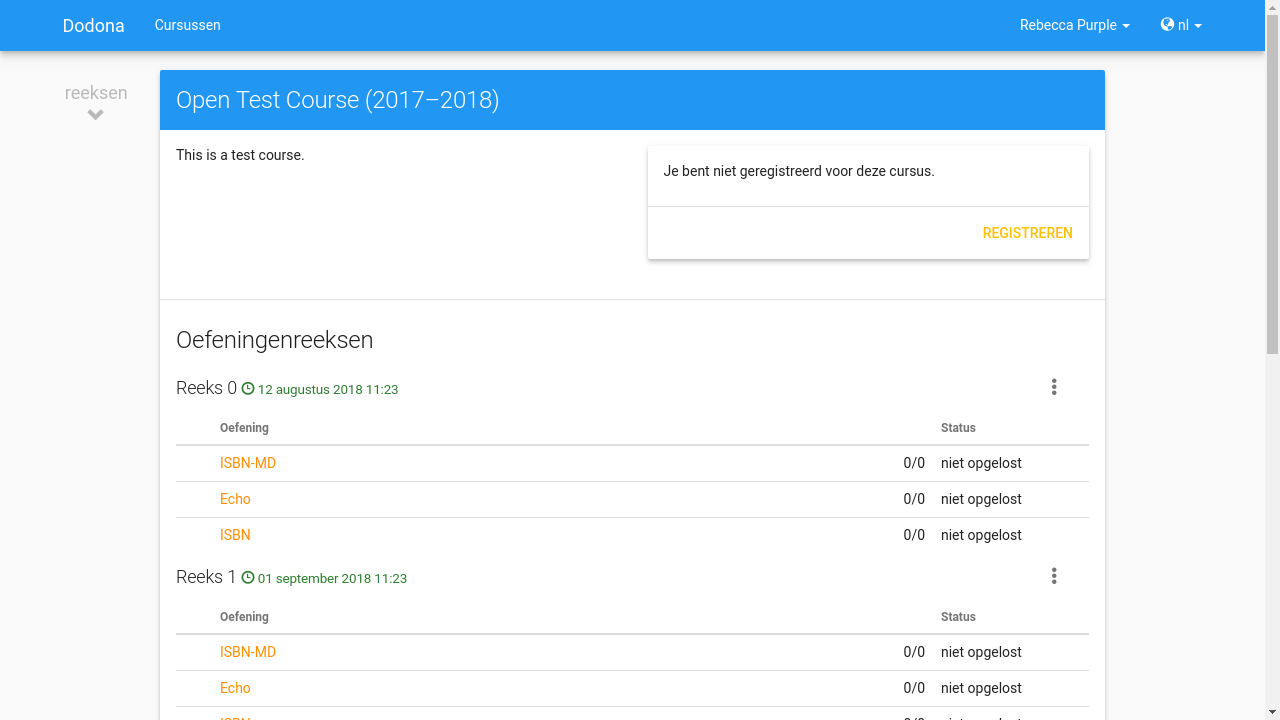 Dodona Cursussen Rebecca Purple nl
reeksen
Open Test Course (2017–2018)
This is a test course.
Je bent niet geregistreerd voor deze cursus.
REGISTREREN
Oefeningenreeksen
Reeks 0 12 augustus 2018 11:23
Oefening Status
ISBN-MD 0/0 niet opgelost
Echo 0/0 niet opgelost
ISBN 0/0 niet opgelost
Reeks 1 01 september 2018 11:23
Oefening Status
ISBN-MD 0/0 niet opgelost
Echo 0/0 niet opgelost